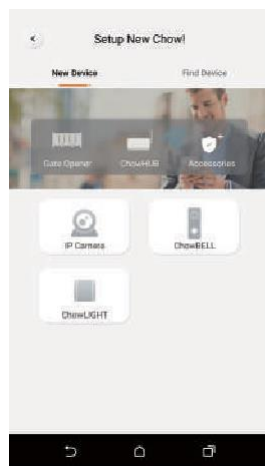 Setup New Chow!
New Device
Find Device
Gate Opener
ChowHUB
Accessories
IP Camera
ChowBELL
ChowLIGHT